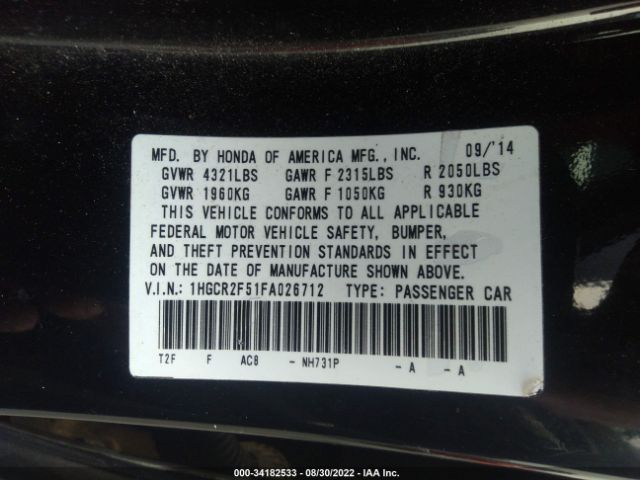 MFD. BY HONDA OF AMERICA MFG., INC. 09/'14
GVWR 4321LBS GAWR F 2315LBS R 2050LBS
GVWR 1960KG GAWR F 1050KG R 930KG
THIS VEHICLE CONFORMS TO ALL APPLICABLE
FEDERAL MOTOR VEHICLE SAFETY, BUMPER,
AND THEFT PREVENTION STANDARDS IN EFFECT
ON THE DATE OF MANUFACTURE SHOWN ABOVE.
V.I.N.: 1HGCR2F51FA026712 TYPE: PASSENGER CAR
T2F F AC8 - NH731P - A - A
000-34182533 - 08/30/2022 - IAA Inc.